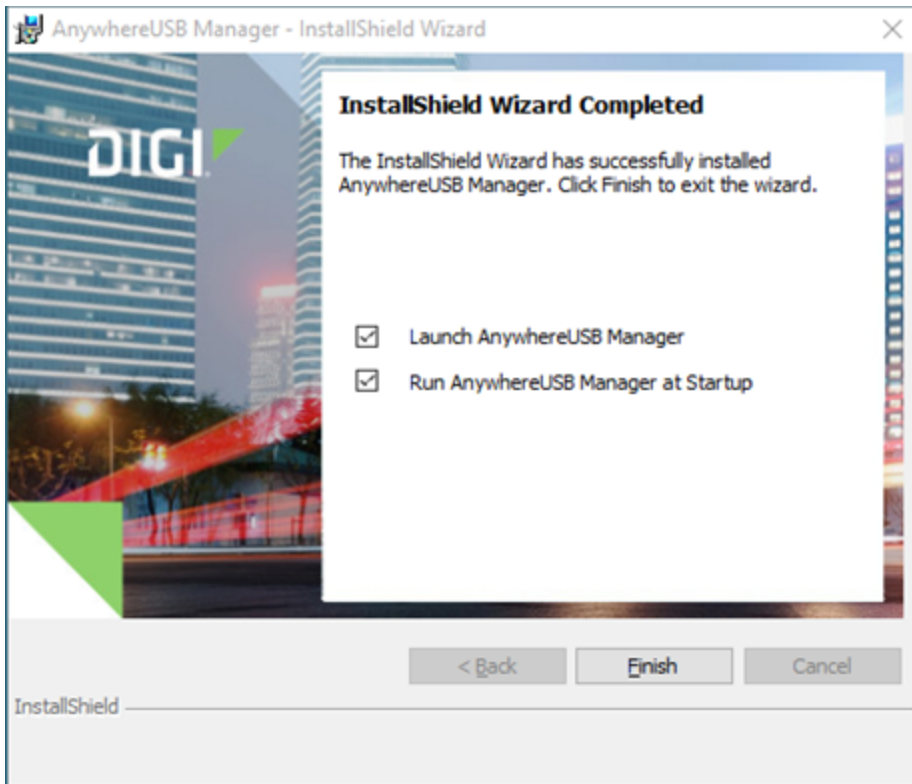 AnywhereUSB Manager - InstallShield Wizard
DIGI
InstallShield Wizard Completed
The InstallShield Wizard has successfully installed
AnywhereUSB Manager. Click Finish to exit the wizard.
Launch AnywhereUSB Manager
Run AnywhereUSB Manager at Startup
< Back
Finish
Cancel
InstallShield